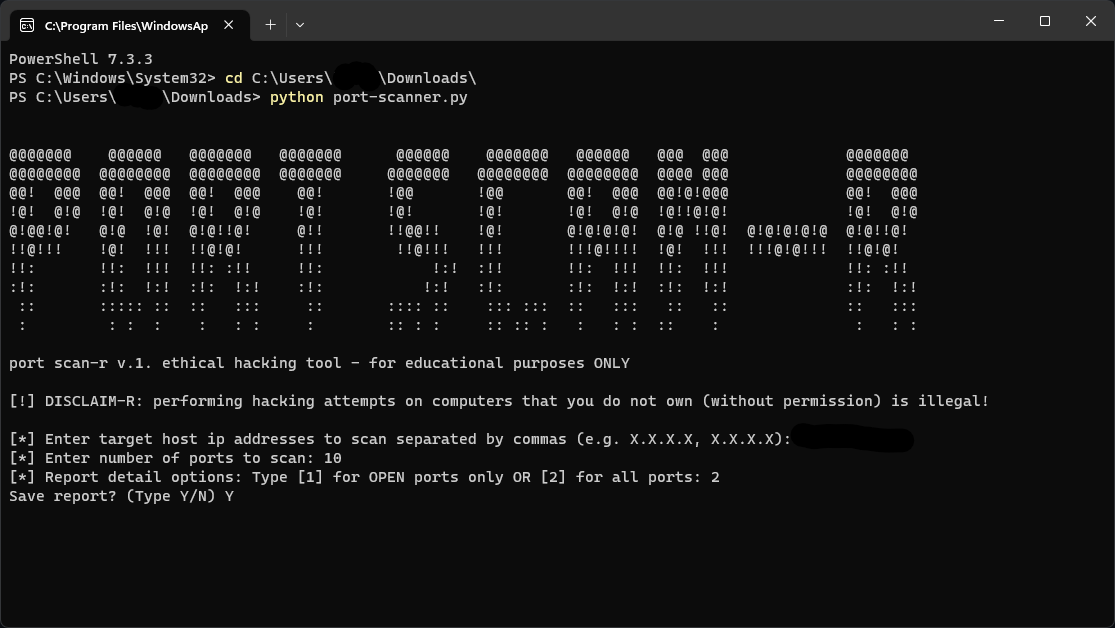 C:\Program Files\WindowsAp
PowerShell 7.3.3
PS C:\Windows\System32> cd C:\Users\ \Downloads\
PS C:\Users\ \Downloads> python port-scanner.py
PORT SCAN-R
port scan-r v.1. ethical hacking tool - for educational purposes ONLY
[!] DISCLAIM-R: performing hacking attempts on computers that you do not own (without permission) is illegal!
[*] Enter target host ip addresses to scan separated by commas (e.g. X.X.X.X, X.X.X.X):
[*] Enter number of ports to scan: 10
[*] Report detail options: Type [1] for OPEN ports only OR [2] for all ports: 2
Save report? (Type Y/N) Y